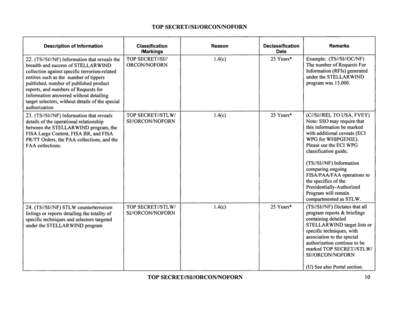 TOP SECRET//SI//ORCON/NOFORN
Description of Information
Classification
/Markings
Reason
Declassification
Date
Remarks
22. (TS//SI//NF) Information that reveals the
breadth and success of STELLARWIND
collection against specific terrorism-related
entities such as the number of tippers
published, number of published product
reports, and numbers of Requests for
Information answered without detailing
target selectors, without details of the special
authorization
TOP SECRET//SI//
ORCON/NOFORN
1.4(c)
25 Years*
Example: (TS//SI//OC/NF)
The number of Requests For
Information (RFIs) generated
under the STELLARWIND
program was 15,000.
23. (TS//SI//NF) Information that reveals
details of the operational relationship
between the STELLARWIND program, the
FISA Large Content, FISA BR, and FISA
PR/TT Orders, the PAA collections, and the
FAA collections.
TOP SECRET//STLW/
SI//ORCON/NOFORN
1.4(c)
25 Years*
(C//SI//REL TO USA, FVEY)
Note: SSO may require that
this information be marked
with additional caveats (ECI
WPG for WHIPGENIE).
Please see the ECI WPG
classification guide.
(TS//SI//NF) Information
comparing ongoing
FISA/PAA/FAA operations to
the specifics of the
Presidentially-Authorized
Program will remain
compartmented as STLW.
24. (TS//SI//NF) STLW counterterrorism
listings or reports detailing the totality of
specific techniques and selectors targeted
under the STELLARWIND program
TOP SECRET//STLW/
SI//ORCON/NOFORN
1.4(c)
25 Years*
(TS//SI//NF) Dictates that all
program reports & briefings
containing detailed
STELLARWIND target lists or
specific techniques, with
association to the special
authorization continue to be
marked TOP SECRET//STLW/
SI//ORCON/NOFORN
(U) See also Portal section.
TOP SECRET//SI//ORCON/NOFORN
10